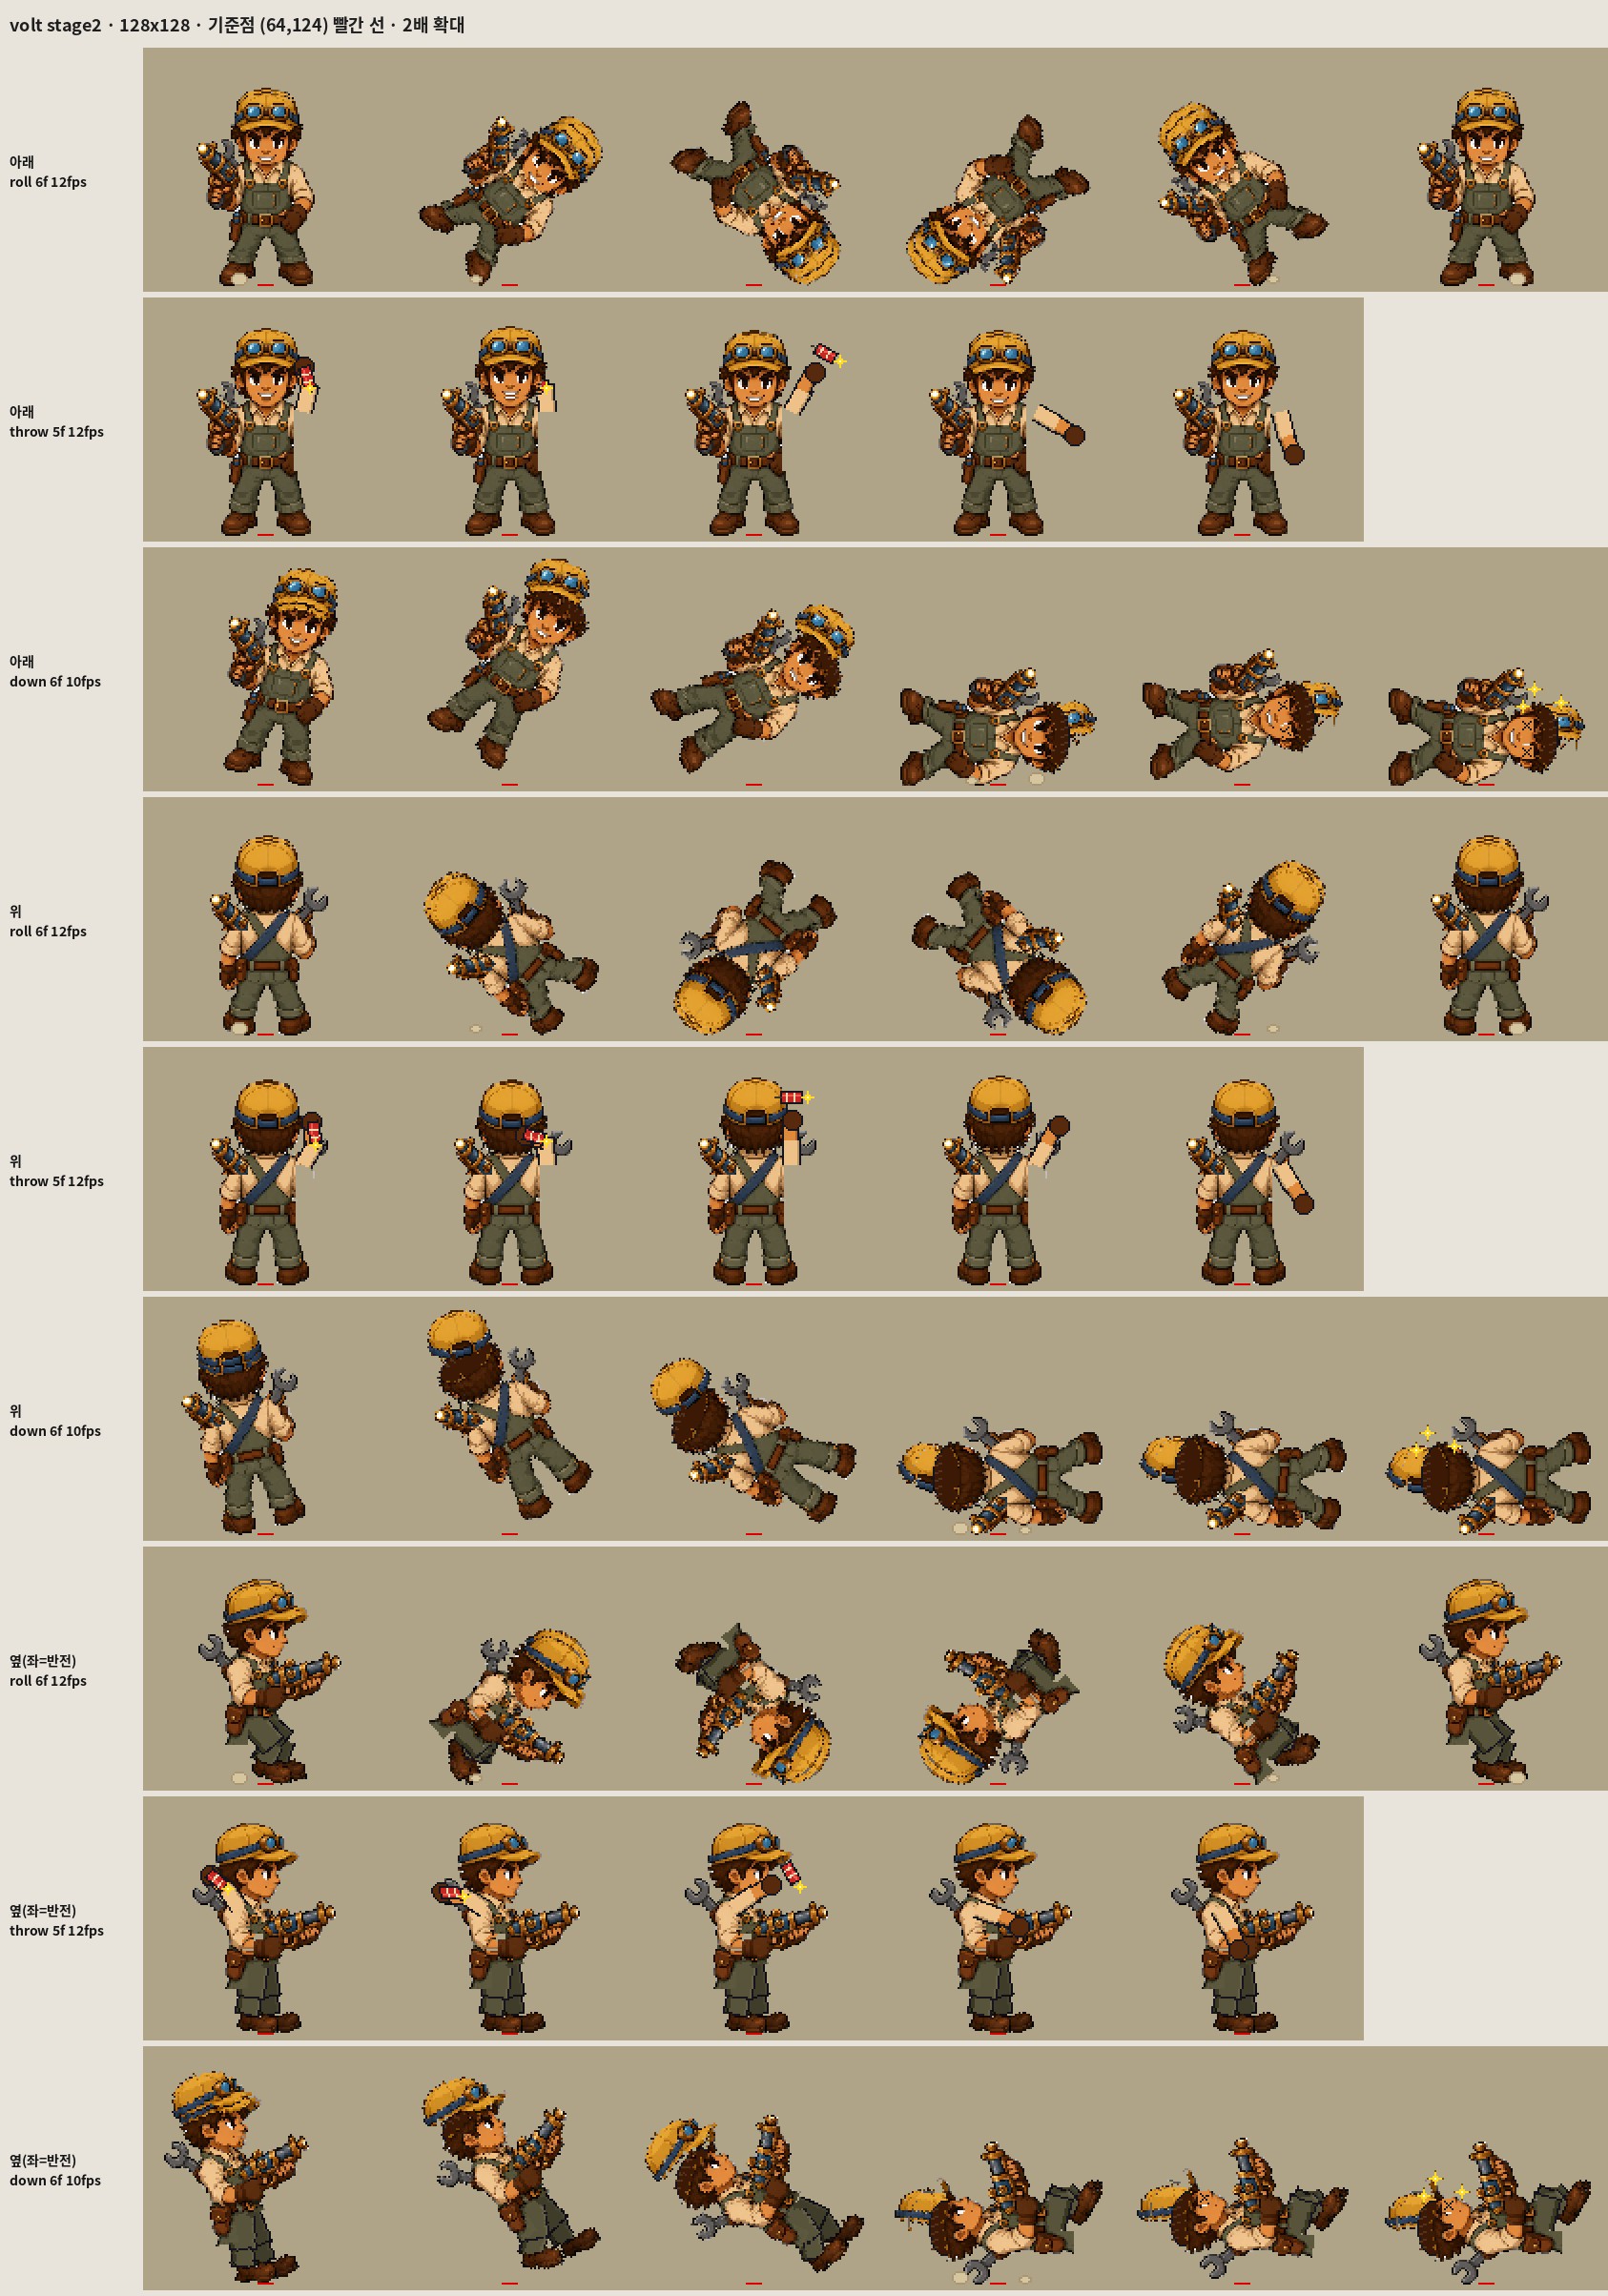 volt stage2 · 128x128 · 기준점 (64,124) 빨간 선 · 2배 확대
아래
roll 6f 12fps
아래
throw 5f 12fps
아래
down 6f 10fps
위
roll 6f 12fps
위
throw 5f 12fps
위
down 6f 10fps
옆(좌=반전)
roll 6f 12fps
옆(좌=반전)
throw 5f 12fps
옆(좌=반전)
down 6f 10fps